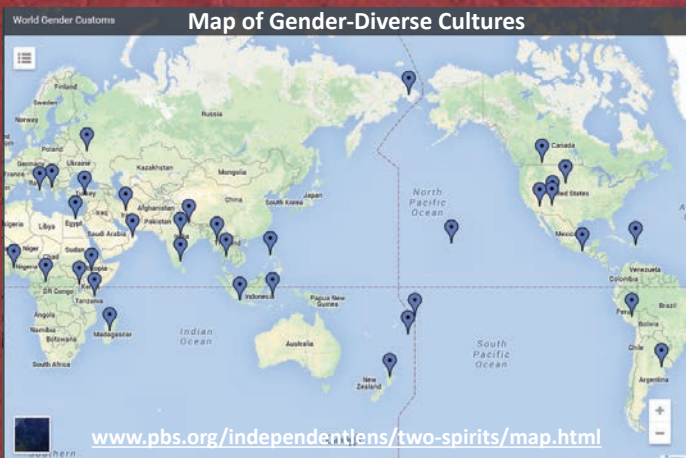 World Gender Customs
Map of Gender-Diverse Cultures
Finland
Sweden
Norway
Russia
Poland
Germany
Ukraine
France
Kazakhstan
Mongolia
Turkey
Japan
South Korea
China
Afghanistan
Iraq
Pakistan
Libya
Egypt
Saudi Arabia
India
Niger
Sudan
Nigeria
Ethiopia
DR Congo
Kenya
Tanzania
Indonesia
Papua New
Guinea
Angola
Namibia
Botswana
Madagascar
South Africa
Indian
Ocean
Australia
New
Zealand
North
Pacific
Ocean
South
Pacific
Ocean
Canada
United States
Mexico
Venezuela
Colombia
Brazil
Peru
Bolivia
Chile
Argentina
+
−
www.pbs.org/independentlens/two-spirits/map.html